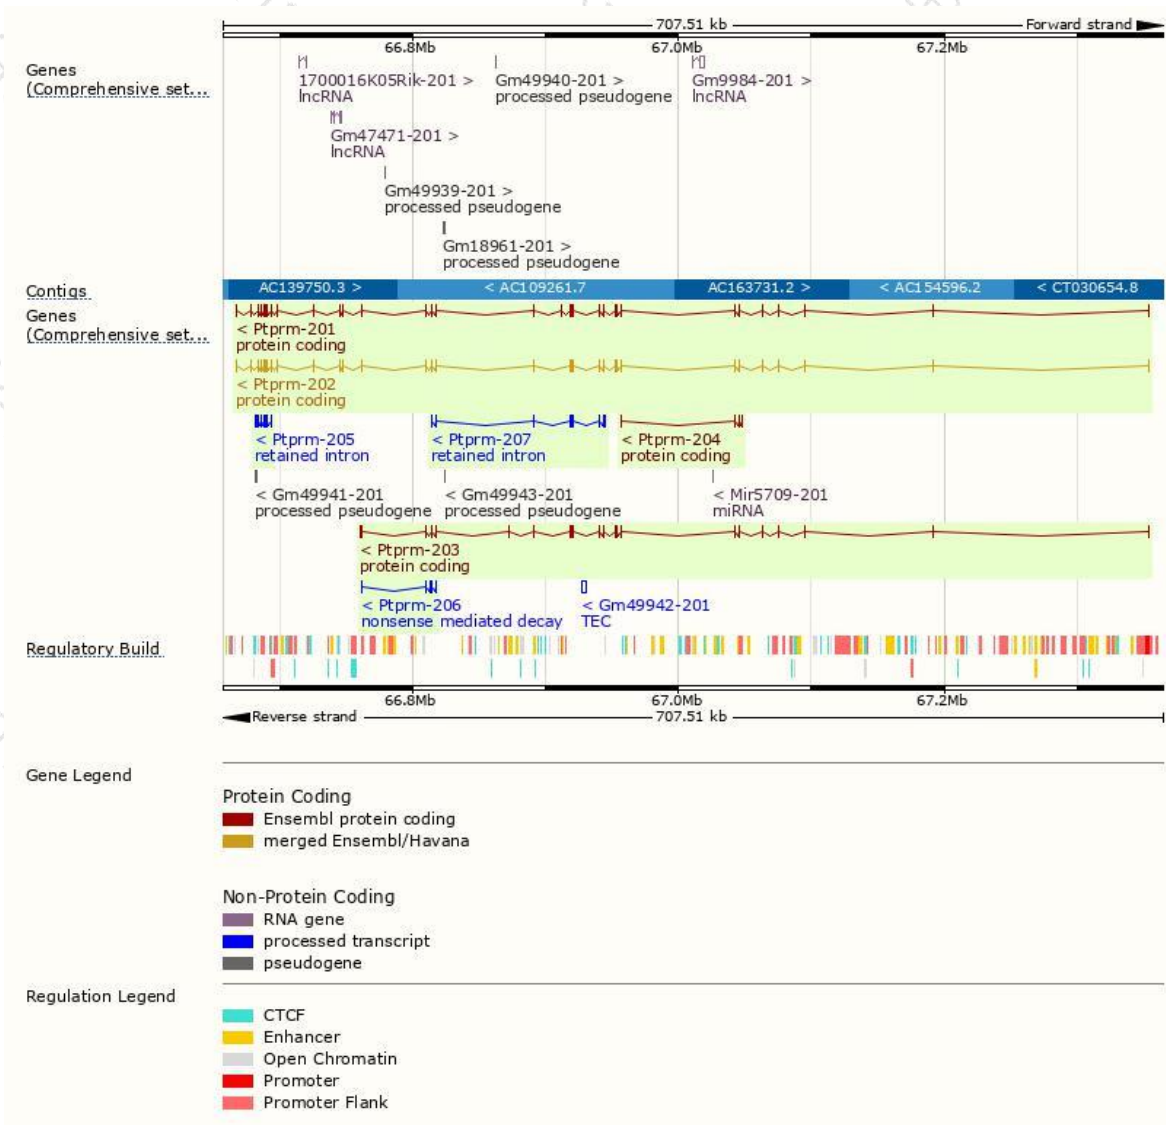 707.51 kb Forward strand
66.8Mb 67.0Mb 67.2Mb
Genes
(Comprehensive set...
1700016K05Rik-201 > Gm49940-201 > Gm9984-201 >
lncRNA processed pseudogene lncRNA
Gm47471-201 >
lncRNA
Gm49939-201 >
processed pseudogene
Gm18961-201 >
processed pseudogene
Contigs AC139750.3 > < AC109261.7 AC163731.2 > < AC154596.2 < CT030654.8
Genes
(Comprehensive set...
< Ptprm-201
protein coding
< Ptprm-202
protein coding
< Ptprm-205 < Ptprm-207 < Ptprm-204
retained intron retained intron protein coding
< Gm49941-201 < Gm49943-201 < Mir5709-201
processed pseudogene processed pseudogene miRNA
< Ptprm-203
protein coding
< Ptprm-206 < Gm49942-201
nonsense mediated decay TEC
Regulatory Build
66.8Mb 67.0Mb 67.2Mb
Reverse strand 707.51 kb
Gene Legend
Protein Coding
Ensembl protein coding
merged Ensembl/Havana
Non-Protein Coding
RNA gene
processed transcript
pseudogene
Regulation Legend
CTCF
Enhancer
Open Chromatin
Promoter
Promoter Flank